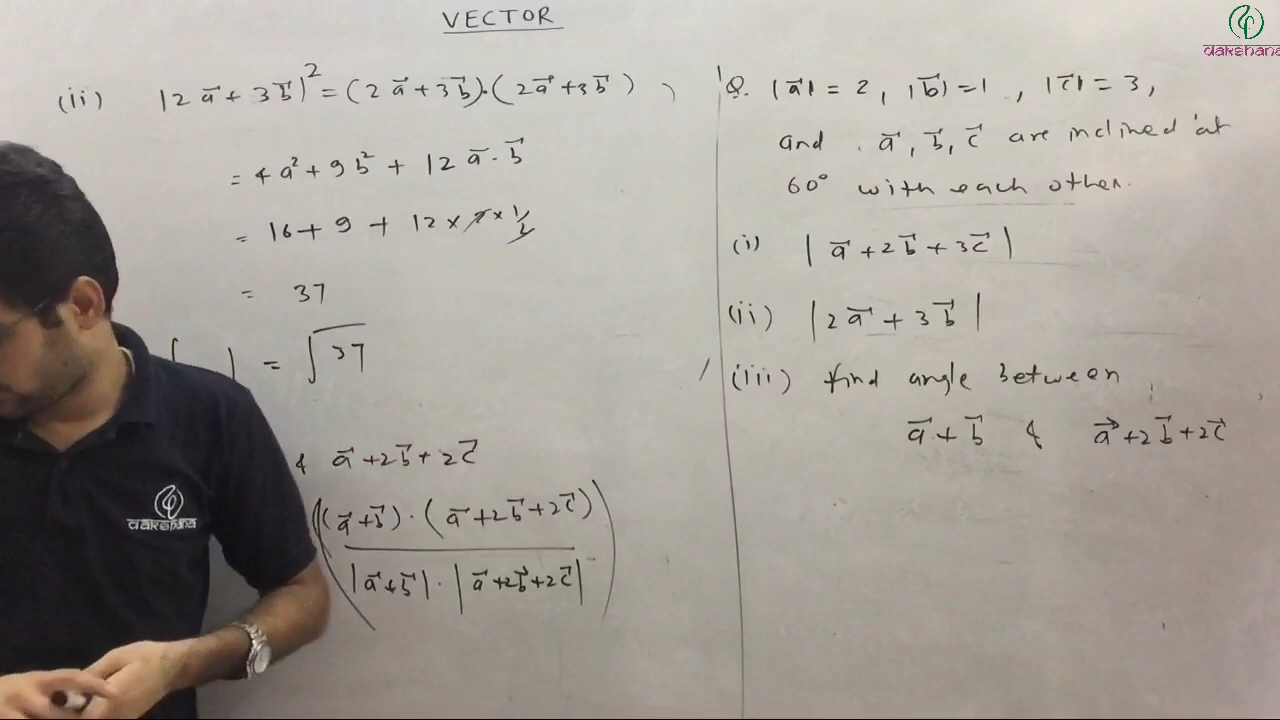 VECTOR
dakshana
(ii) |2a⃗ + 3b⃗|² = (2a⃗ + 3b⃗)·(2a⃗ + 3b⃗)
= 4a² + 9b² + 12 a⃗·b⃗
= 16 + 9 + 12 × 2 × 1/2
= 37
| | = √37
& a⃗ + 2b⃗ + 2c⃗
((a⃗ + b⃗)·(a⃗ + 2b⃗ + 2c⃗) / |a⃗ + b⃗|·|a⃗ + 2b⃗ + 2c⃗|)
dakshana
Q. |a⃗| = 2, |b⃗| = 1, |c⃗| = 3,
and a⃗, b⃗, c⃗ are inclined at
60° with each other.
(i) |a⃗ + 2b⃗ + 3c⃗|
(ii) |2a⃗ + 3b⃗|
(iii) find angle between
a⃗ + b⃗ & a⃗ + 2b⃗ + 2c⃗